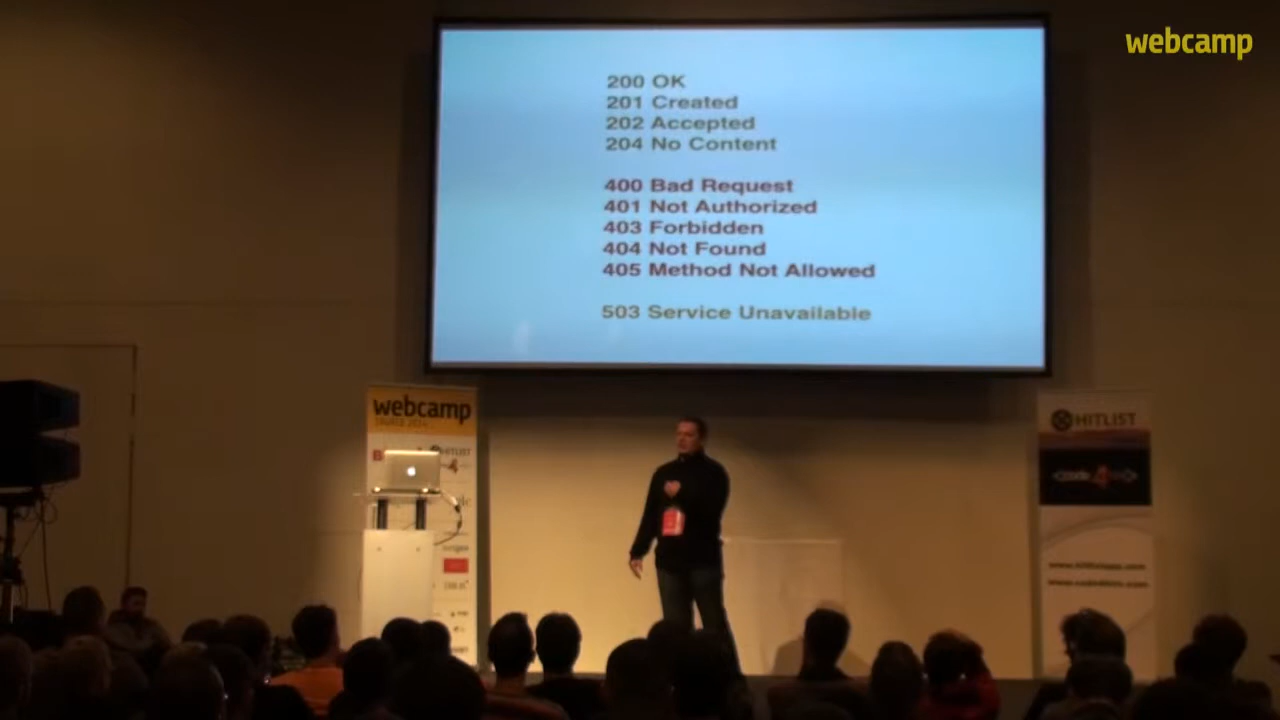 webcamp
200 OK
201 Created
202 Accepted
204 No Content
400 Bad Request
401 Not Authorized
403 Forbidden
404 Not Found
405 Method Not Allowed
503 Service Unavailable
webcamp
HITLIST
HITLIST